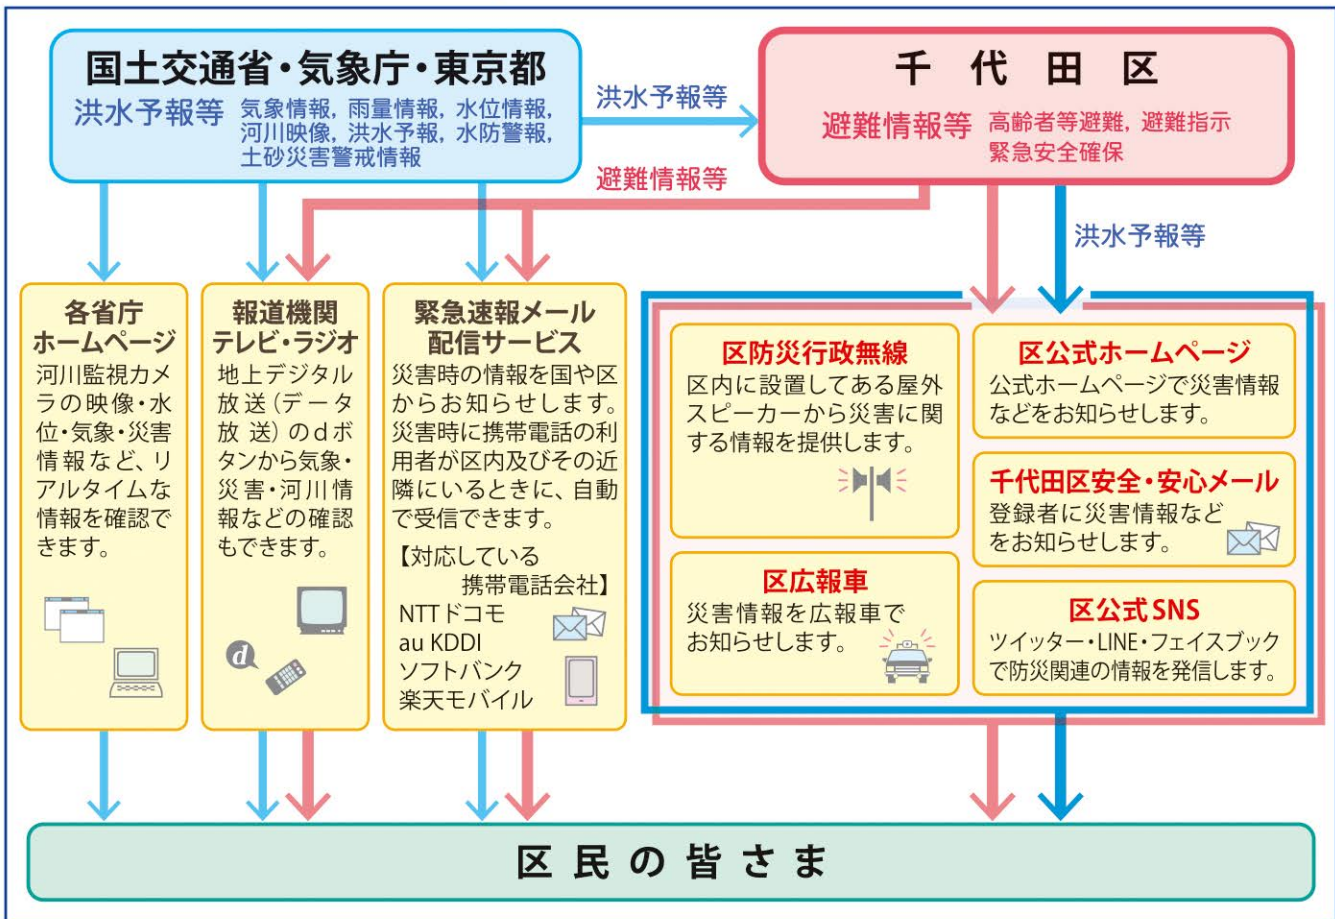 国土交通省・気象庁・東京都
洪水予報等
気象情報, 雨量情報, 水位情報,
河川映像, 洪水予報, 水防警報,
土砂災害警戒情報
洪水予報等
千代田区
避難情報等
高齢者等避難, 避難指示
緊急安全確保
避難情報等
洪水予報等
各省庁
ホームページ
河川監視カメ
ラの映像・水
位・気象・災害
情報など、リ
アルタイムな
情報を確認で
きます。
報道機関
テレビ・ラジオ
地上デジタル
放送(データ
放送)のdボ
タンから気象・
災害・河川情
報などの確認
もできます。
d
緊急速報メール
配信サービス
災害時の情報を国や区
からお知らせします。
災害時に携帯電話の利
用者が区内及びその近
隣にいるときに、自動
で受信できます。
【対応している
携帯電話会社】
NTTドコモ
au KDDI
ソフトバンク
楽天モバイル
区防災行政無線
区内に設置してある屋外
スピーカーから災害に関
する情報を提供します。
区広報車
災害情報を広報車で
お知らせします。
区公式ホームページ
公式ホームページで災害情報
などをお知らせします。
千代田区安全・安心メール
登録者に災害情報など
をお知らせします。
区公式SNS
ツイッター・LINE・フェイスブック
で防災関連の情報を発信します。
区民の皆さま